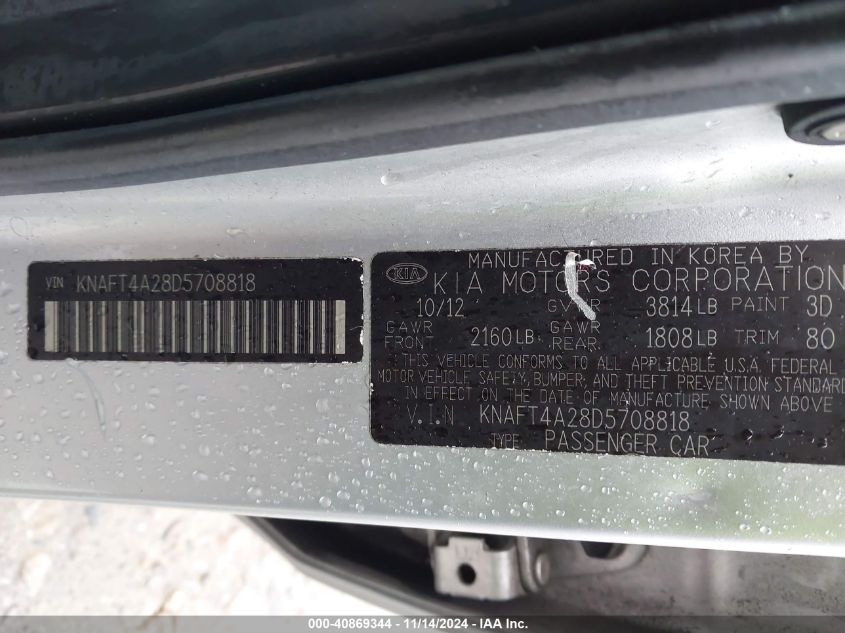 VIN KNAFT4A28D5708818
KIA
MANUFACTURED IN KOREA BY
KIA MOTORS CORPORATION
10/12 GVWR 3814 LB PAINT 3D
GAWR FRONT 2160 LB GAWR REAR 1808 LB TRIM 80
THIS VEHICLE CONFORMS TO ALL APPLICABLE U.S.A. FEDERAL
MOTOR VEHICLE SAFETY, BUMPER, AND THEFT PREVENTION STANDARD
IN EFFECT ON DATE OF MANUFACTURE SHOWN ABOVE
V.I.N KNAFT4A28D5708818
TYPE PASSENGER CAR
000-40869344 - 11/14/2024 - IAA Inc.